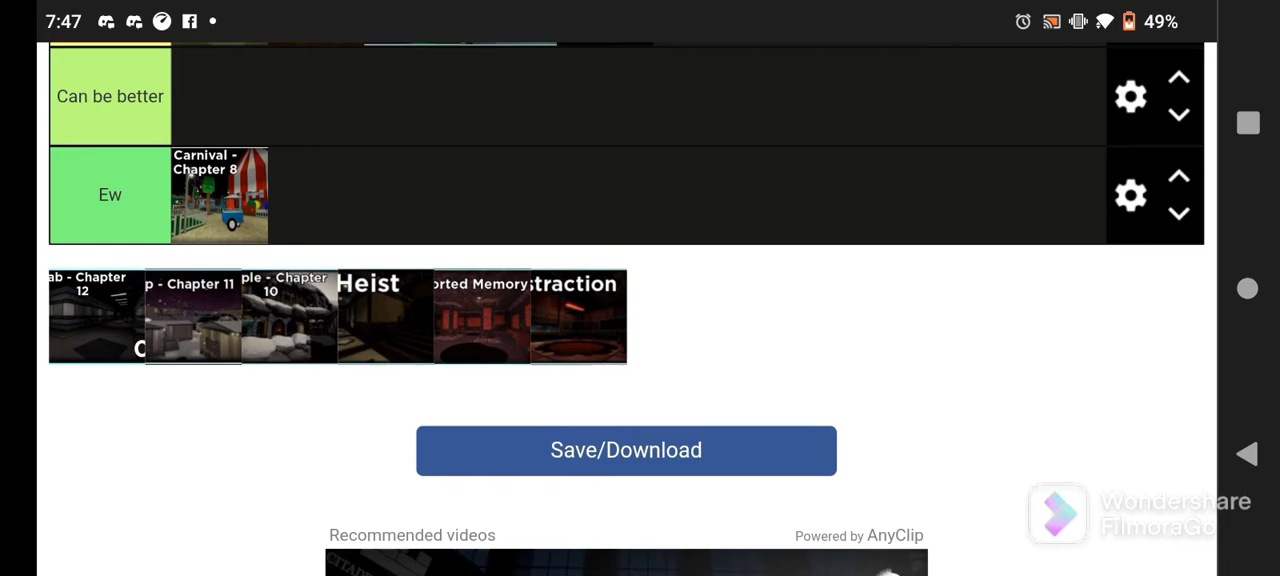 7:47
49%
Can be better
Carnival -
Chapter 8
Ew
ab - Chapter
12
C
p - Chapter 11
ple - Chapter
10
Heist
orted Memory
straction
Save/Download
Wondershare
FilmoraGo
Recommended videos
Powered by AnyClip